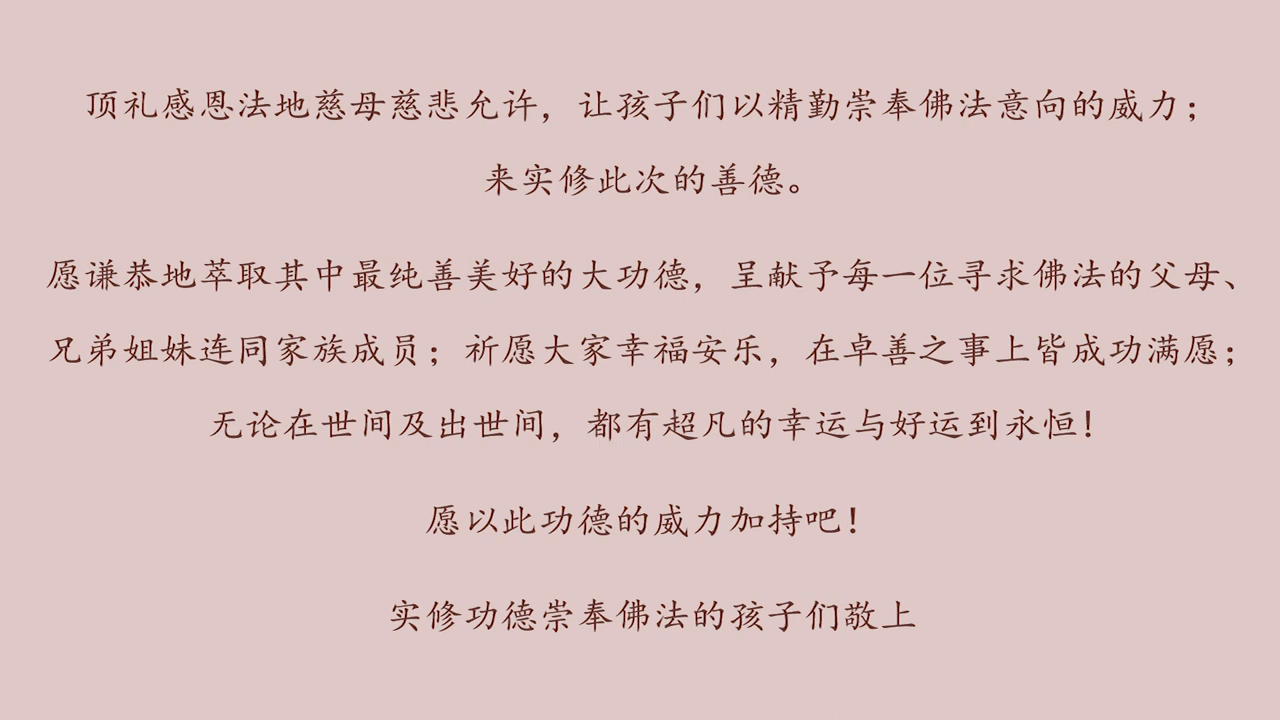 顶礼感恩法地慈母慈悲允许，让孩子们以精勤崇奉佛法意向的威力；
来实修此次的善德。
愿谦恭地萃取其中最纯善美好的大功德，呈献予每一位寻求佛法的父母、
兄弟姐妹连同家族成员；祈愿大家幸福安乐，在卓善之事上皆成功满愿；
无论在世间及出世间，都有超凡的幸运与好运到永恒！
愿以此功德的威力加持吧！
实修功德崇奉佛法的孩子们敬上